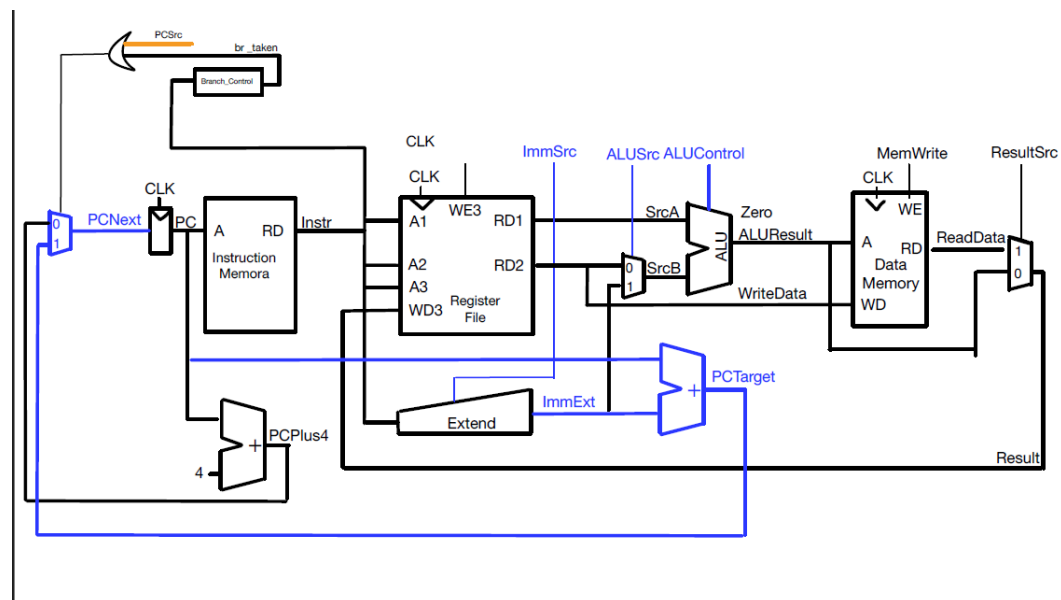 PCSrc
br _taken
Branch_Control
CLK
ImmSrc
ALUSrc
ALUControl
MemWrite
ResultSrc
CLK
CLK
CLK
0
1
PCNext
PC
A
RD
Instruction
Memora
Instr
A1
WE3
RD1
A2
RD2
A3
WD3
Register
File
SrcA
0
1
SrcB
ALU
Zero
ALUResult
WriteData
WE
A
RD
Data
Memory
WD
ReadData
1
0
PCTarget
+
ImmExt
Extend
PCPlus4
+
4
Result